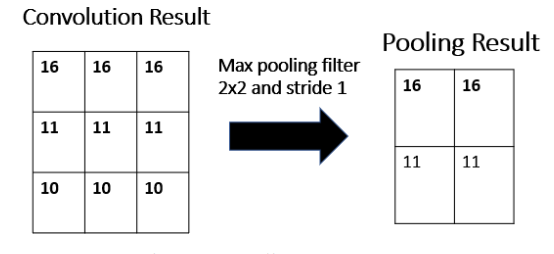 Convolution Result
16 16 16
11 11 11
10 10 10
Max pooling filter
2x2 and stride 1
Pooling Result
16 16
11 11